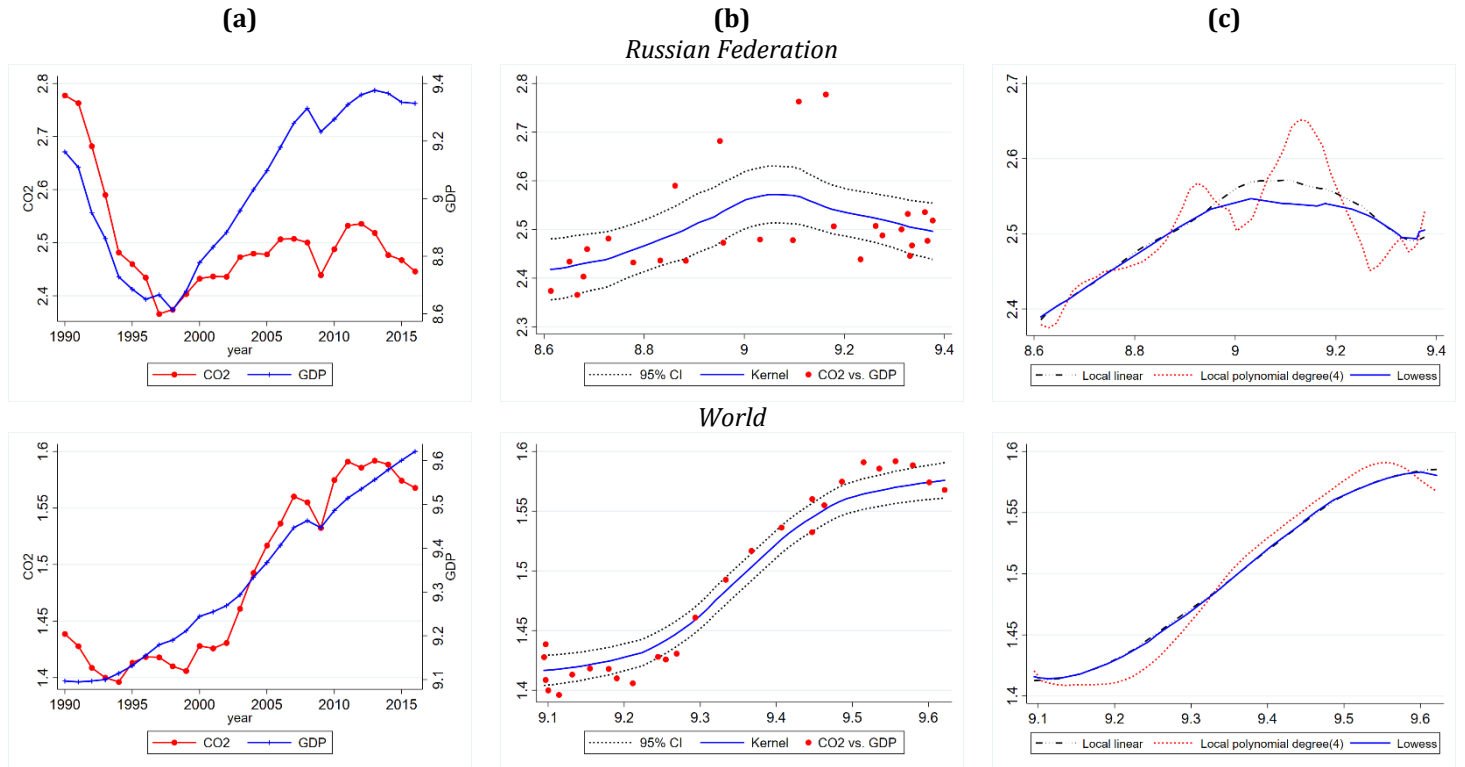 (a) (b) (c)
Russian Federation
2.8
2.7
2.6
2.5
2.4
CO2
9.4
9.2
9
8.8
8.6
GDP
1990 1995 2000 2005 2010 2015
year
CO2 GDP
2.8
2.7
2.6
2.5
2.4
2.3
8.6 8.8 9 9.2 9.4
95% CI Kernel CO2 vs. GDP
2.7
2.6
2.5
2.4
8.6 8.8 9 9.2 9.4
Local linear Local polynomial degree(4) Lowess
World
1.6
1.55
1.5
1.45
1.4
CO2
9.6
9.5
9.4
9.3
9.2
9.1
GDP
1990 1995 2000 2005 2010 2015
year
CO2 GDP
1.6
1.55
1.5
1.45
1.4
9.1 9.2 9.3 9.4 9.5 9.6
95% CI Kernel CO2 vs. GDP
1.6
1.55
1.5
1.45
1.4
9.1 9.2 9.3 9.4 9.5 9.6
Local linear Local polynomial degree(4) Lowess